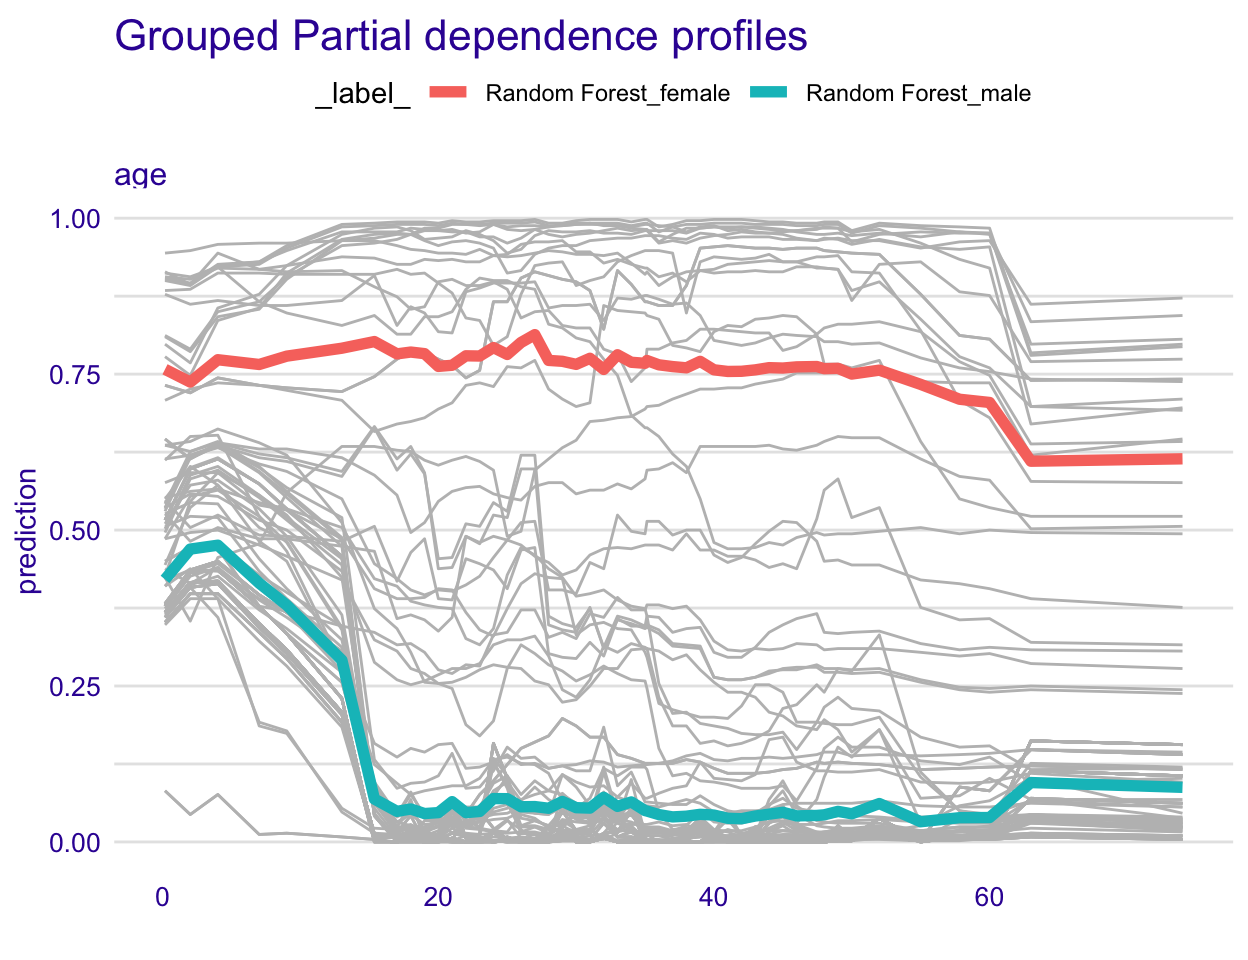 Grouped Partial dependence profiles
_label_ Random Forest_female Random Forest_male
age
1.00
0.75
0.50
0.25
0.00
prediction
0 20 40 60